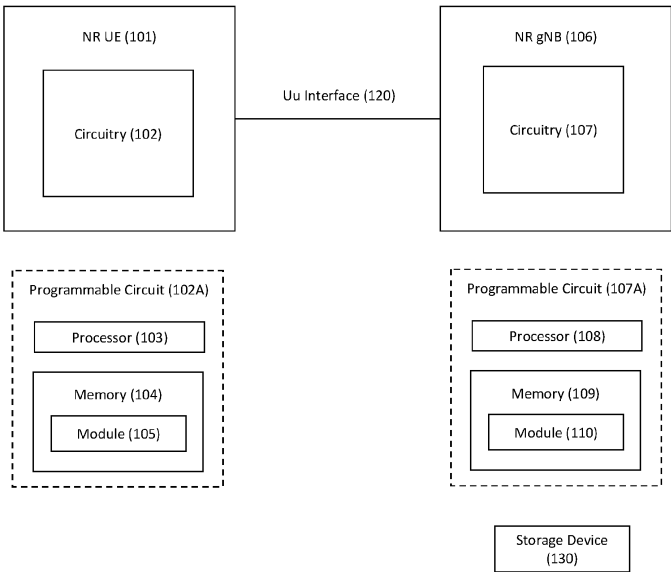 NR UE (101)
NR gNB (106)
Uu Interface (120)
Circuitry (102)
Circuitry (107)
Programmable Circuit (102A)
Processor (103)
Memory (104)
Module (105)
Programmable Circuit (107A)
Processor (108)
Memory (109)
Module (110)
Storage Device
(130)